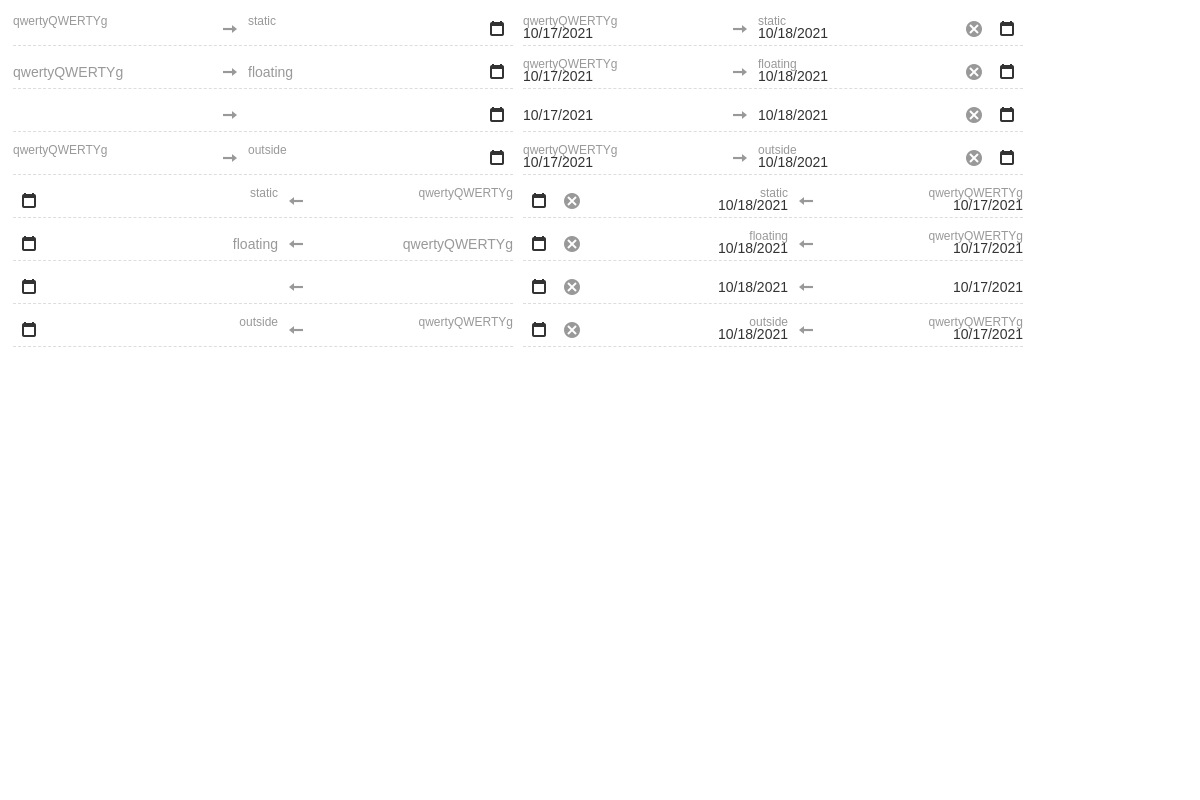 qwertyQWERTYg static qwertyQWERTYg static
10/17/2021 10/18/2021
qwertyQWERTYg floating qwertyQWERTYg floating
10/17/2021 10/18/2021
10/17/2021 10/18/2021
qwertyQWERTYg outside qwertyQWERTYg outside
10/17/2021 10/18/2021
static qwertyQWERTYg static qwertyQWERTYg
10/18/2021 10/17/2021
floating qwertyQWERTYg floating qwertyQWERTYg
10/18/2021 10/17/2021
10/18/2021 10/17/2021
outside qwertyQWERTYg outside qwertyQWERTYg
10/18/2021 10/17/2021